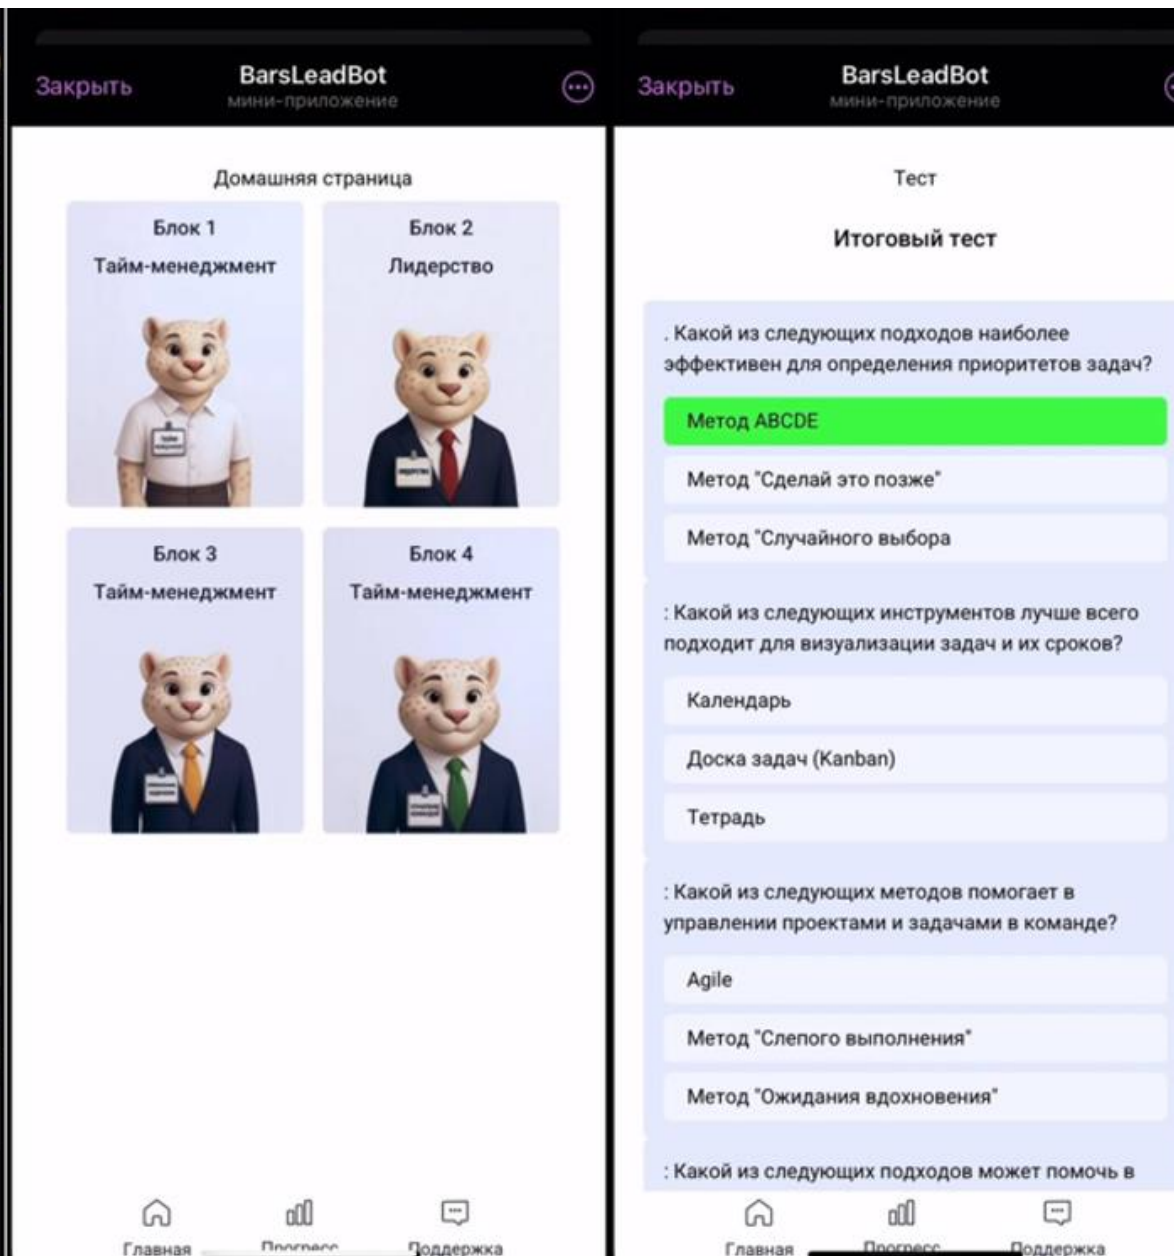 Закрыть
BarsLeadBot
мини-приложение
Домашняя страница
Блок 1
Тайм-менеджмент
Блок 2
Лидерство
Блок 3
Тайм-менеджмент
Блок 4
Тайм-менеджмент
Главная
Прогресс
Поддержка
Закрыть
BarsLeadBot
мини-приложение
Тест
Итоговый тест
. Какой из следующих подходов наиболее
эффективен для определения приоритетов задач?
Метод ABCDE
Метод "Сделай это позже"
Метод "Случайного выбора
: Какой из следующих инструментов лучше всего
подходит для визуализации задач и их сроков?
Календарь
Доска задач (Kanban)
Тетрадь
: Какой из следующих методов помогает в
управлении проектами и задачами в команде?
Agile
Метод "Слепого выполнения"
Метод "Ожидания вдохновения"
: Какой из следующих подходов может помочь в
Главная
Прогресс
Поддержка